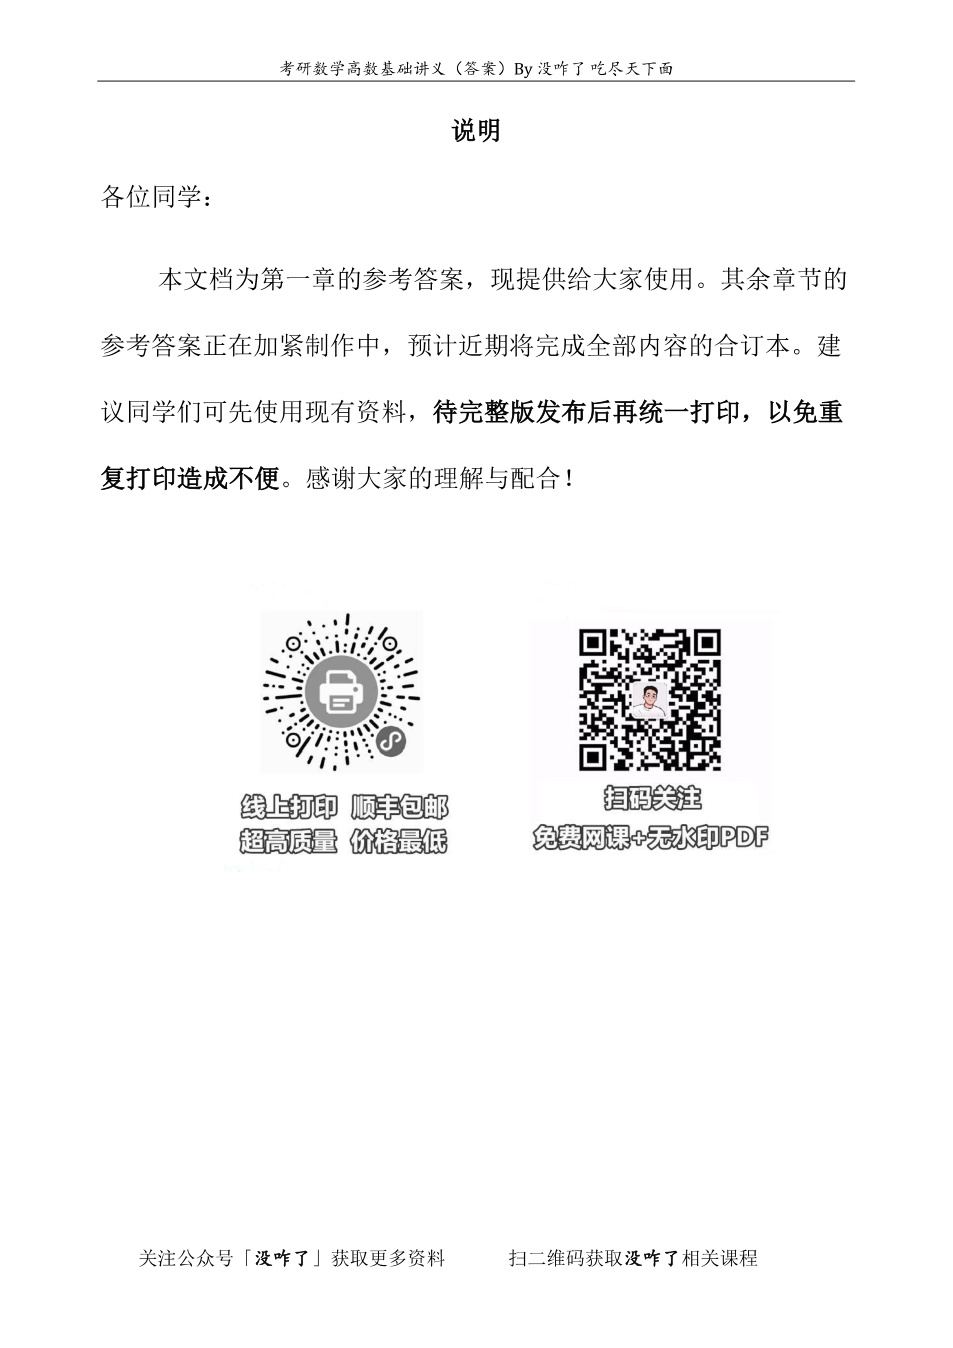 考研数学高数基础讲义（答案）By 没咋了 吃尽天下面
说明
各位同学：
本文档为第一章的参考答案，现提供给大家使用。其余章节的
参考答案正在加紧制作中，预计近期将完成全部内容的合订本。建
议同学们可先使用现有资料，待完整版发布后再统一打印，以免重
复打印造成不便。感谢大家的理解与配合！
线上打印 顺丰包邮
超高质量 价格最低
扫码关注
免费网课+无水印PDF
关注公众号「没咋了」获取更多资料 扫二维码获取没咋了相关课程